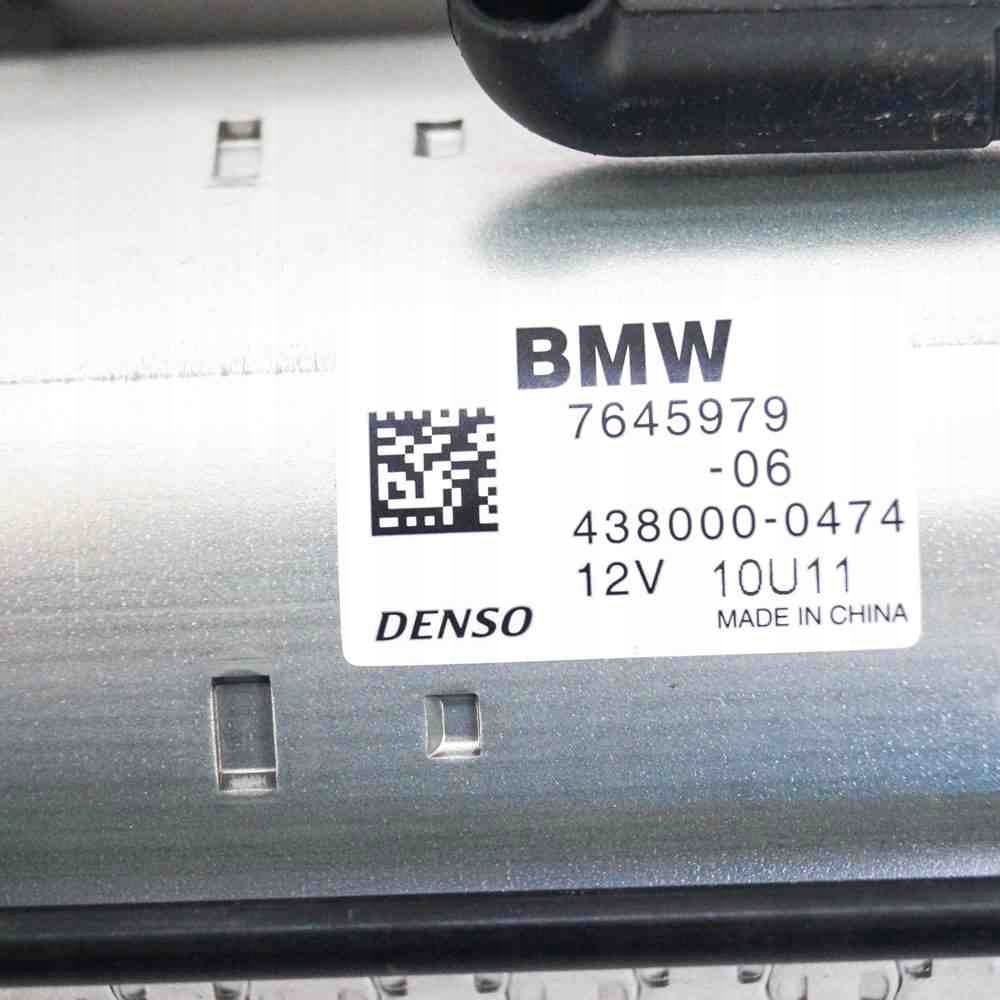 BMW
7645979
-06
438000-0474
12V 10U11
DENSO
MADE IN CHINA